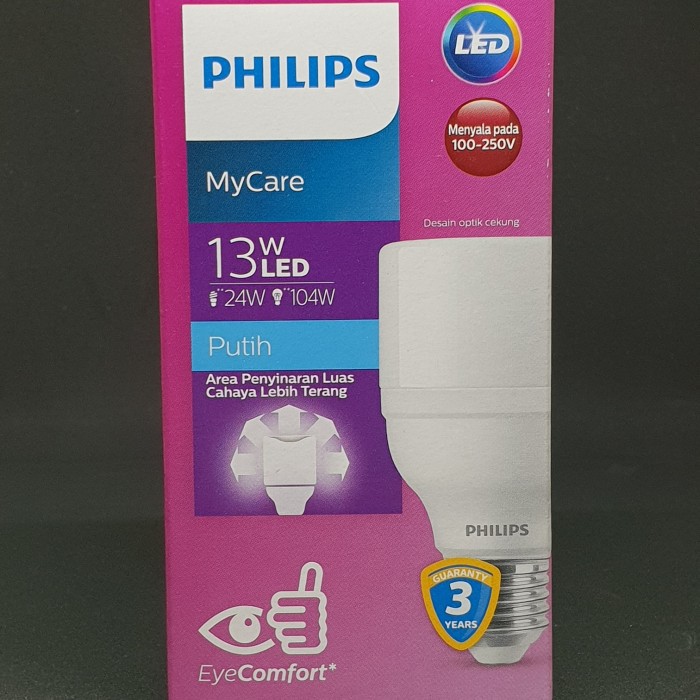 PHILIPS
LED
Menyala pada
100-250V
MyCare
Desain optik cekung
13W
LED
24W 104W
Putih
Area Penyinaran Luas
Cahaya Lebih Terang
PHILIPS
GUARANTY
3
YEARS
EyeComfort*